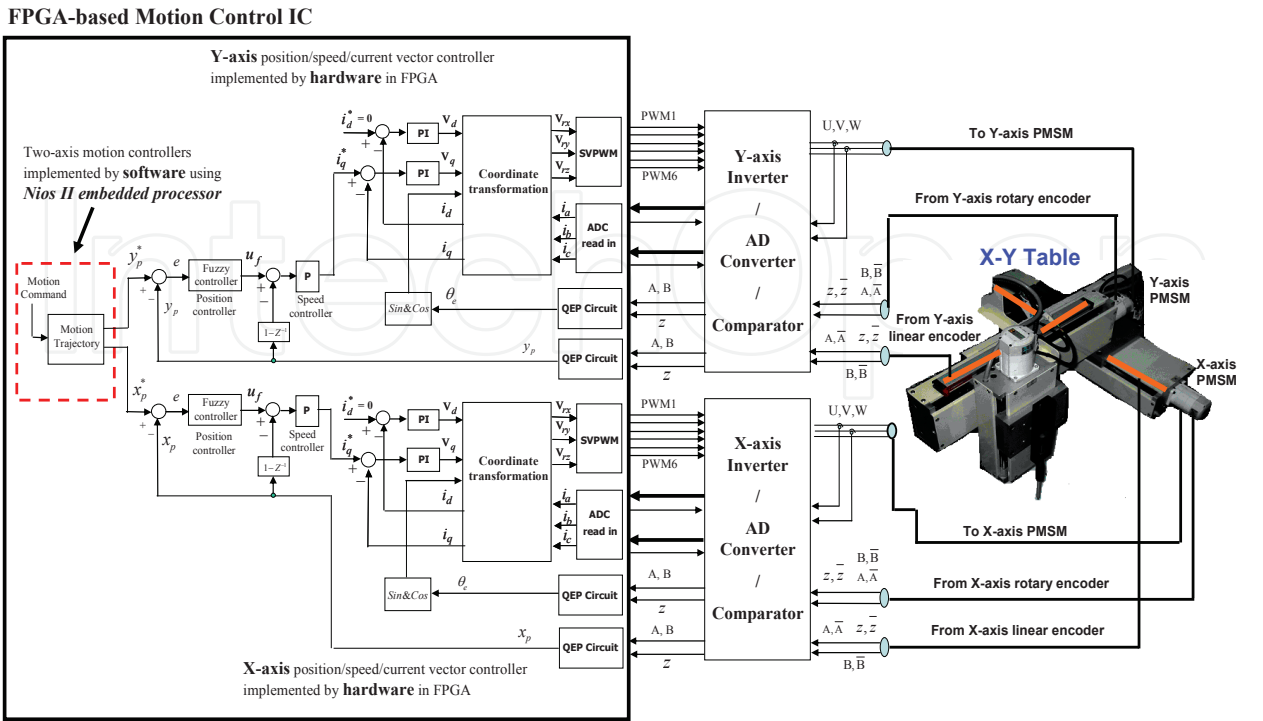 FPGA-based Motion Control IC
Y-axis position/speed/current vector controller
implemented by hardware in FPGA
Two-axis motion controllers
implemented by software using
Nios II embedded processor
Motion
Command
Motion
Trajectory
y*p
+
−
e
yp
Fuzzy
controller
Position
controller
uf
+
−
1−Z⁻¹
P
Speed
controller
i*d = 0
i*q
+
−
+
−
PI
PI
Vd
Vq
id
iq
Coordinate
transformation
Vrx
Vry
Vrz
SVPWM
ia
ib
ic
ADC
read in
Sin&Cos
θe
QEP Circuit
yp
QEP Circuit
PWM1
PWM6
A, B
z
A, B
z
Y-axis
Inverter
/
AD
Converter
/
Comparator
U,V,W
To Y-axis PMSM
From Y-axis rotary encoder
B, B̅
z, z̅
A, A̅
From Y-axis
linear encoder
A, A̅
z, z̅
B, B̅
X-Y Table
Y-axis
PMSM
X-axis
PMSM
x*p
+
−
e
xp
Fuzzy
controller
Position
controller
uf
+
−
1−Z⁻¹
P
Speed
controller
i*d = 0
i*q
+
−
+
−
PI
PI
Vd
Vq
id
iq
Coordinate
transformation
Vrx
Vry
Vrz
SVPWM
ia
ib
ic
ADC
read in
Sin&Cos
θe
QEP Circuit
xp
QEP Circuit
PWM1
PWM6
A, B
z
A, B
z
X-axis
Inverter
/
AD
Converter
/
Comparator
U,V,W
To X-axis PMSM
B, B̅
z, z̅
A, A̅
From X-axis rotary encoder
A, A̅
z, z̅
From X-axis linear encoder
B, B̅
X-axis position/speed/current vector controller
implemented by hardware in FPGA
InTechOpen